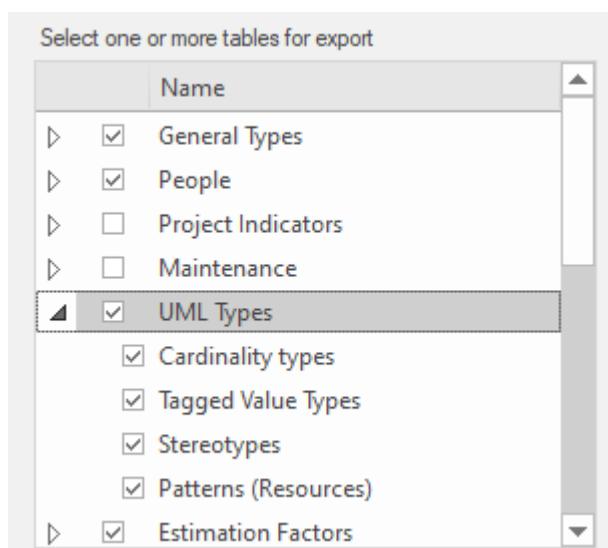 Select one or more tables for export
Name
General Types
People
Project Indicators
Maintenance
UML Types
Cardinality types
Tagged Value Types
Stereotypes
Patterns (Resources)
Estimation Factors